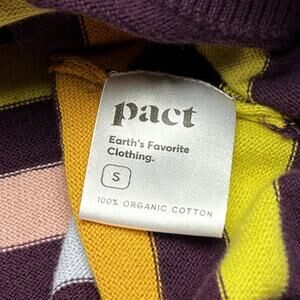 pact
Earth's Favorite
Clothing.
S
100% ORGANIC COTTON